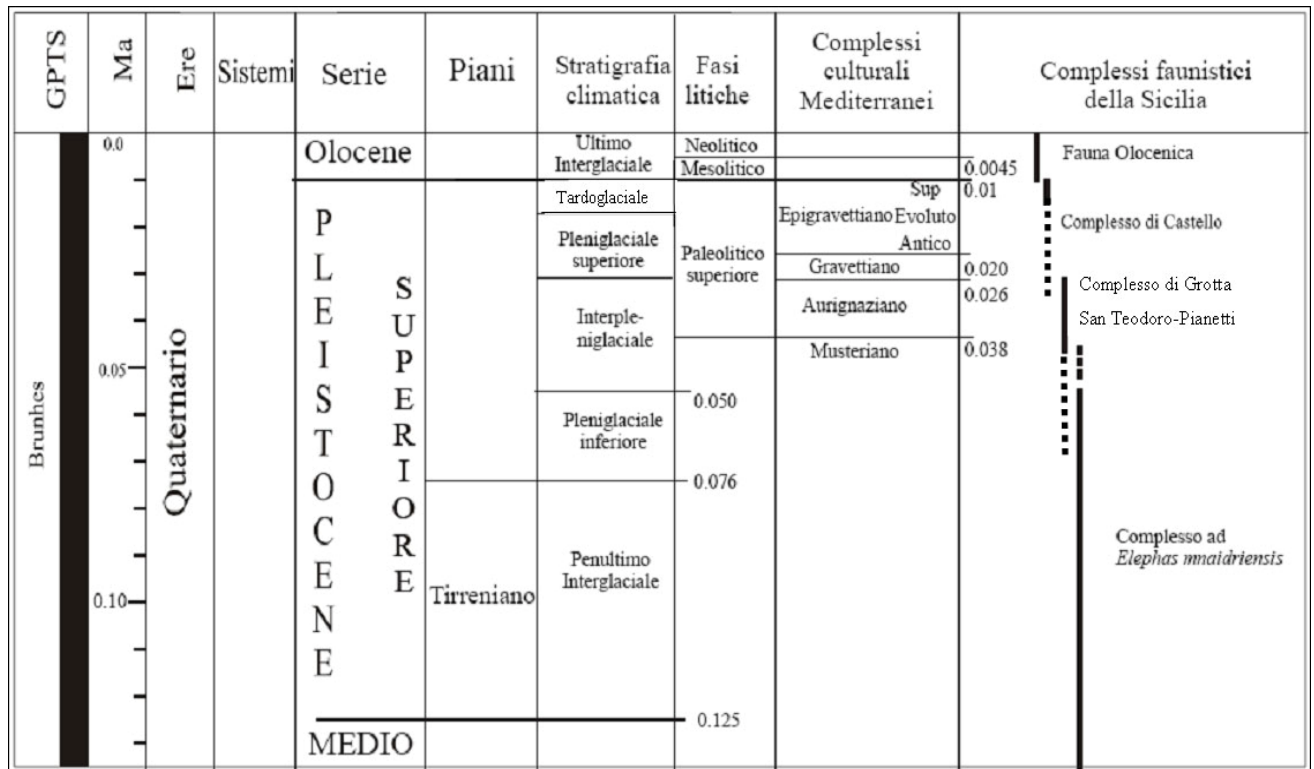 GPTS
Ma
Ere
Sistemi
Serie
Piani
Stratigrafia
climatica
Fasi
litiche
Complessi
culturali
Mediterranei
Complessi faunistici
della Sicilia
Brunhes
0.0
0.05
0.10
Quaternario
Olocene
PLEISTOCENE
SUPERIORE
MEDIO
Tirreniano
Ultimo
Interglaciale
Tardoglaciale
Pleniglaciale
superiore
Interple-
niglaciale
Pleniglaciale
inferiore
Penultimo
Interglaciale
Neolitico
Mesolitico
Paleolitico
superiore
0.050
0.076
0.125
Sup
Epigravettiano Evoluto
Antico
Gravettiano
Aurignaziano
Musteriano
0.0045
0.01
0.020
0.026
0.038
Fauna Olocenica
Complesso di Castello
Complesso di Grotta
San Teodoro-Pianetti
Complesso ad
Elephas mnaidriensis